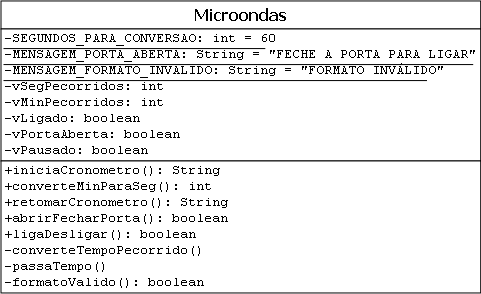 Microondas
-SEGUNDOS_PARA_CONVERSAO: int = 60
-MENSAGEM_PORTA_ABERTA: String = "FECHE A PORTA PARA LIGAR"
-MENSAGEM_FORMATO_INVALIDO: String = "FORMATO INVÁLIDO"
-vSegPecorridos: int
-vMinPecorridos: int
-vLigado: boolean
-vPortaAberta: boolean
-vPausado: boolean
+iniciaCronometro(): String
+converteMinParaSeg(): int
+retomarCronometro(): String
+abrirFecharPorta(): boolean
+ligaDesligar(): boolean
-converteTempoPecorrido()
-passaTempo()
-formatoValido(): boolean